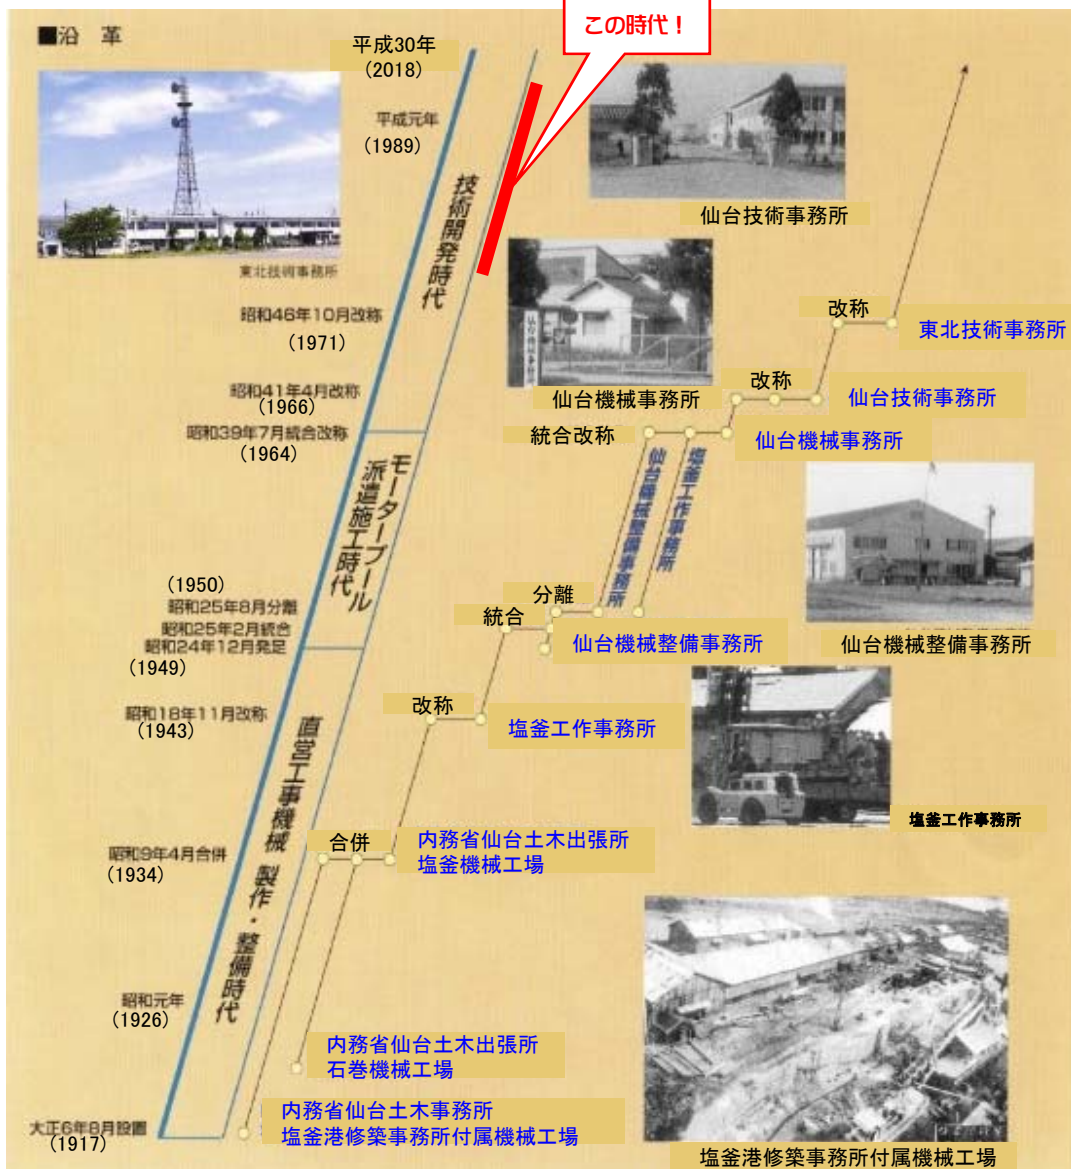 ■沿 革
この時代！
平成30年
(2018)
平成元年
(1989)
東北技術事務所
仙台技術事務所
技術開発時代
昭和46年10月改称
(1971)
改称
東北技術事務所
昭和41年4月改称
(1966)
仙台機械事務所
改称
仙台技術事務所
昭和39年7月統合改称
(1964)
統合改称
仙台機械事務所
モータープール
派遣施工時代
仙台機械整備事務所
塩釜工作事務所
(1950)
昭和25年8月分離
分離
昭和25年2月統合
統合
昭和24年12月発足
(1949)
仙台機械整備事務所
仙台機械整備事務所
昭和18年11月改称
(1943)
改称
塩釜工作事務所
塩釜工作事務所
直営工事機械 製作・整備時代
昭和9年4月合併
(1934)
合併
内務省仙台土木出張所
塩釜機械工場
昭和元年
(1926)
内務省仙台土木出張所
石巻機械工場
大正6年8月設置
(1917)
内務省仙台土木事務所
塩釜港修築事務所付属機械工場
塩釜港修築事務所付属機械工場